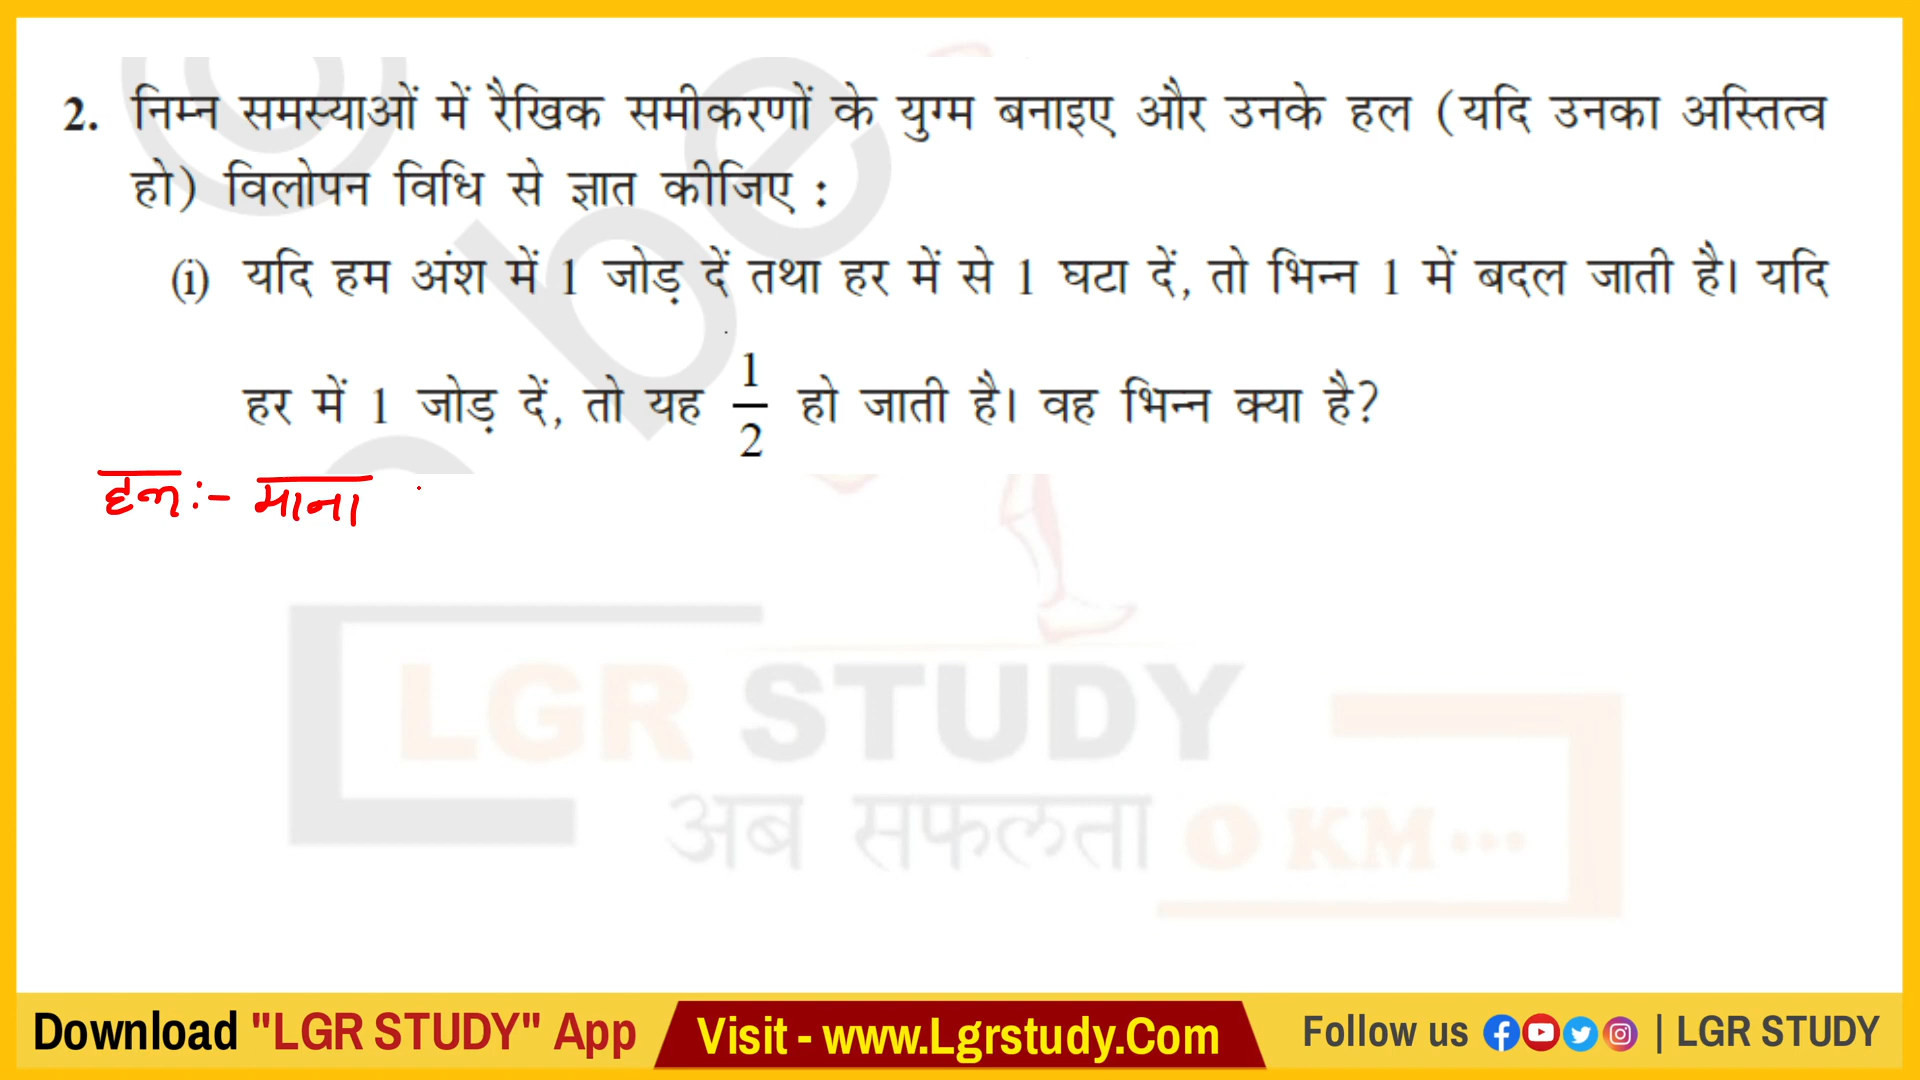 2. निम्न समस्याओं में रैखिक समीकरणों के युग्म बनाइए और उनके हल (यदि उनका अस्तित्व
हो) विलोपन विधि से ज्ञात कीजिए :
(i) यदि हम अंश में 1 जोड़ दें तथा हर में से 1 घटा दें, तो भिन्न 1 में बदल जाती है। यदि
हर में 1 जोड़ दें, तो यह 1/2 हो जाती है। वह भिन्न क्या है?
हल :- माना
LGR STUDY
अब सफलता 0 KM...
Download "LGR STUDY" App
Visit - www.Lgrstudy.Com
Follow us | LGR STUDY